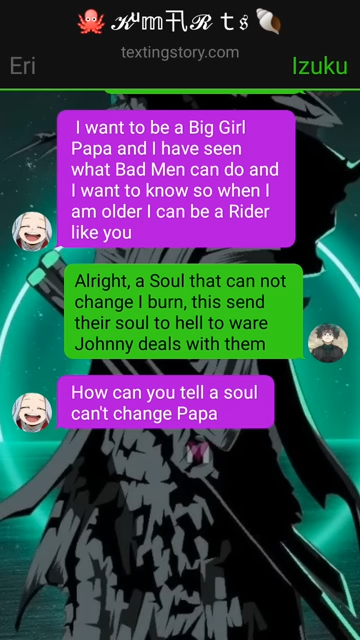 🐙 𝒦ᶙ𝕞卂ℛ 𝕥𝔰 🐚
textingstory.com
Eri Izuku
I want to be a Big Girl
Papa and I have seen
what Bad Men can do and
I want to know so when I
am older I can be a Rider
like you
Alright, a Soul that can not
change I burn, this send
their soul to hell to ware
Johnny deals with them
How can you tell a soul
can't change Papa